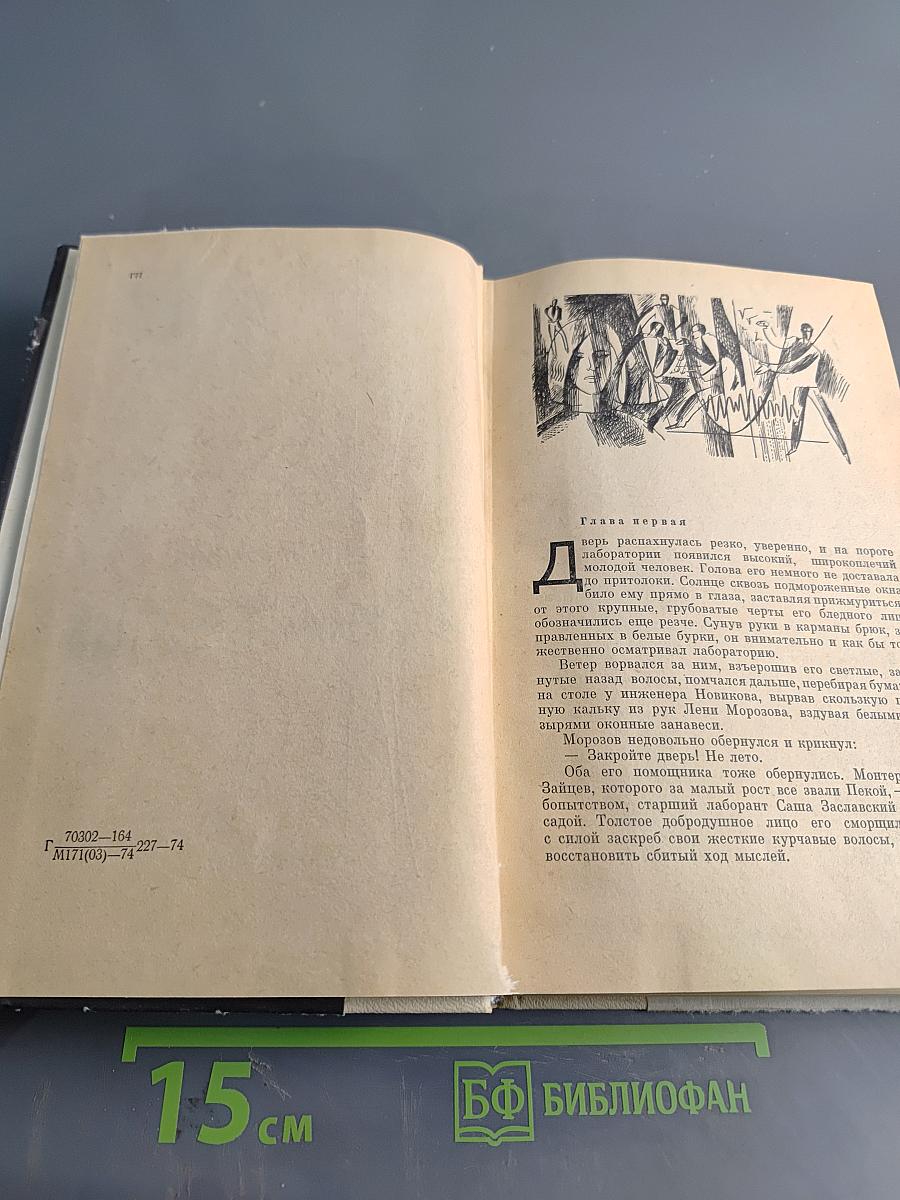 Г 70302—164
М171(03)—74 227—74
Глава первая
Дверь распахнулась резко, уверенно, и на пороге
лаборатории появился высокий, широкоплечий
молодой человек. Голова его немного не доставала
до притолоки. Солнце сквозь подмороженные окна
било ему прямо в глаза, заставляя прижмуриться
от этого крупные, грубоватые черты его бледного
обозначились еще резче. Сунув руки в карманы брюк,
правленных в белые бурки, он внимательно и как бы
жественно осматривал лабораторию.
Ветер ворвался за ним, взъерошив его светлые,
нутые назад волосы, помчался дальше, перебирая
на столе у инженера Новикова, вырвав скользкую
ную кальку из рук Лени Морозова, вздувая белыми
зырями оконные занавеси.
Морозов недовольно обернулся и крикнул:
— Закройте дверь! Не лето.
Оба его помощника тоже обернулись. Монтер
Зайцев, которого за малый рост все звали Пекой, —
бопытством, старший лаборант Саша Заславский
садой. Толстое добродушное лицо его
с силой заскреб свои жесткие курчавые волосы,
восстановить сбитый ход мыслей.
15 см
БФ БИБЛИОФАН